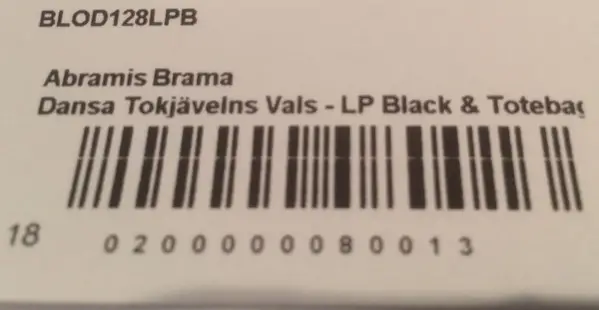 BLOD128LPB
Abramis Brama
Dansa Tokjävelns Vals - LP Black & Totebag
18
0200000080013